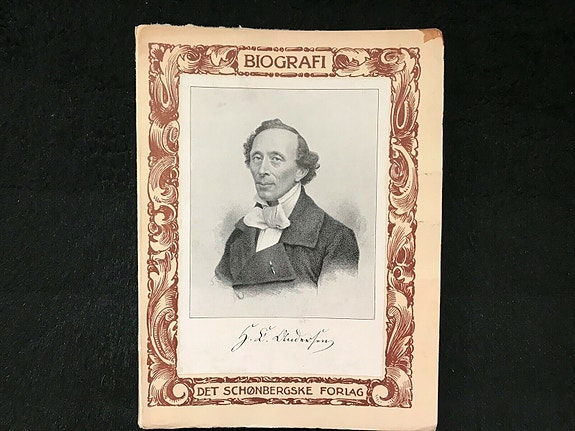 BIOGRAFI
H. C. Andersen
DET SCHØNBERGSKE FORLAG